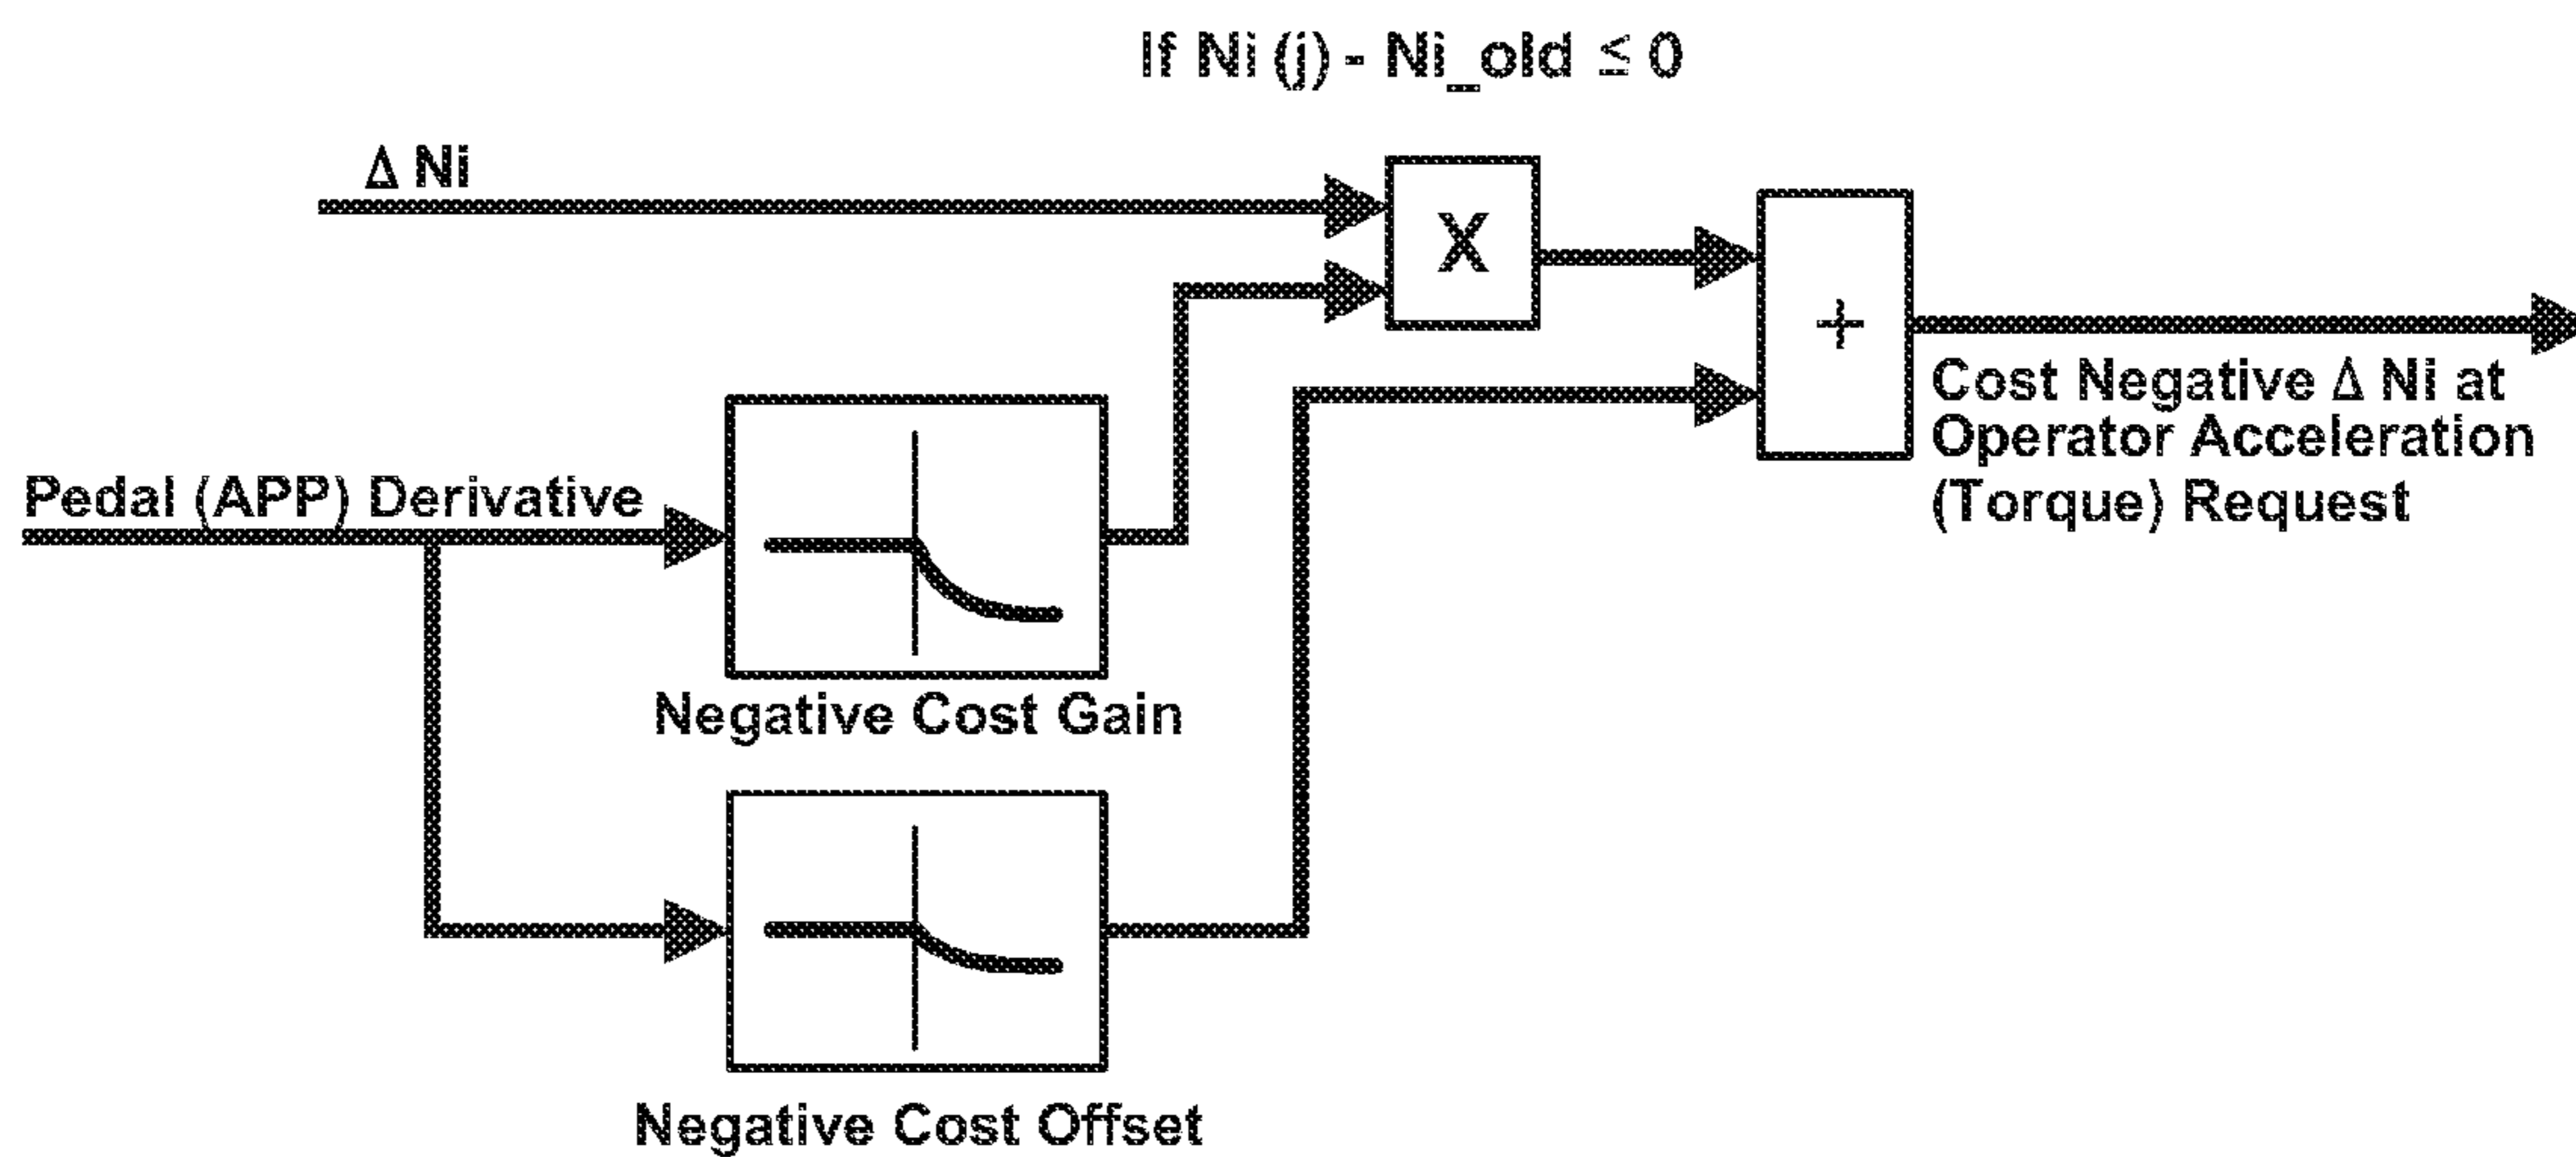 If Ni (j) - Ni_old ≤ 0
Δ Ni
X
+
Cost Negative Δ Ni at
Operator Acceleration
(Torque) Request
Pedal (APP) Derivative
Negative Cost Gain
Negative Cost Offset